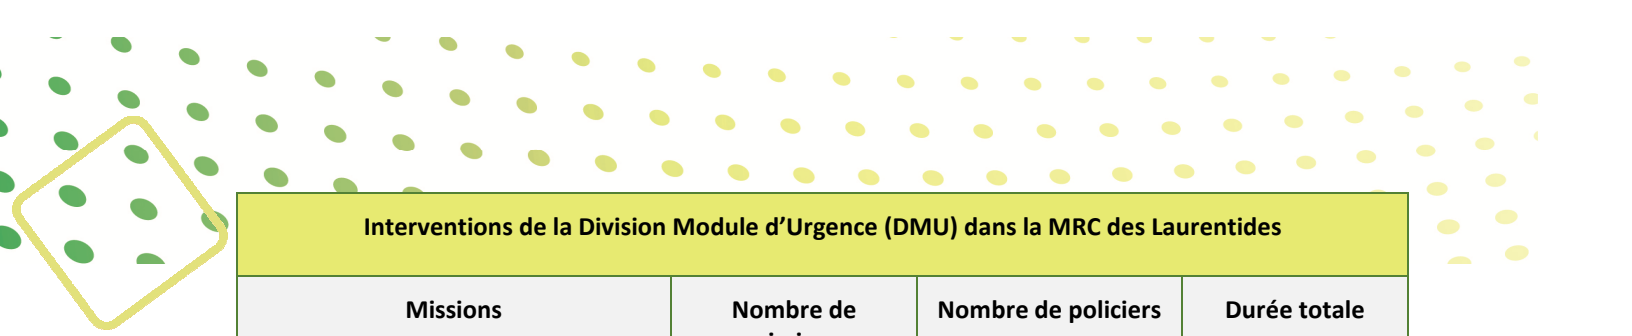 Interventions de la Division Module d’Urgence (DMU) dans la MRC des Laurentides
Missions
Nombre de
Nombre de policiers
Durée totale